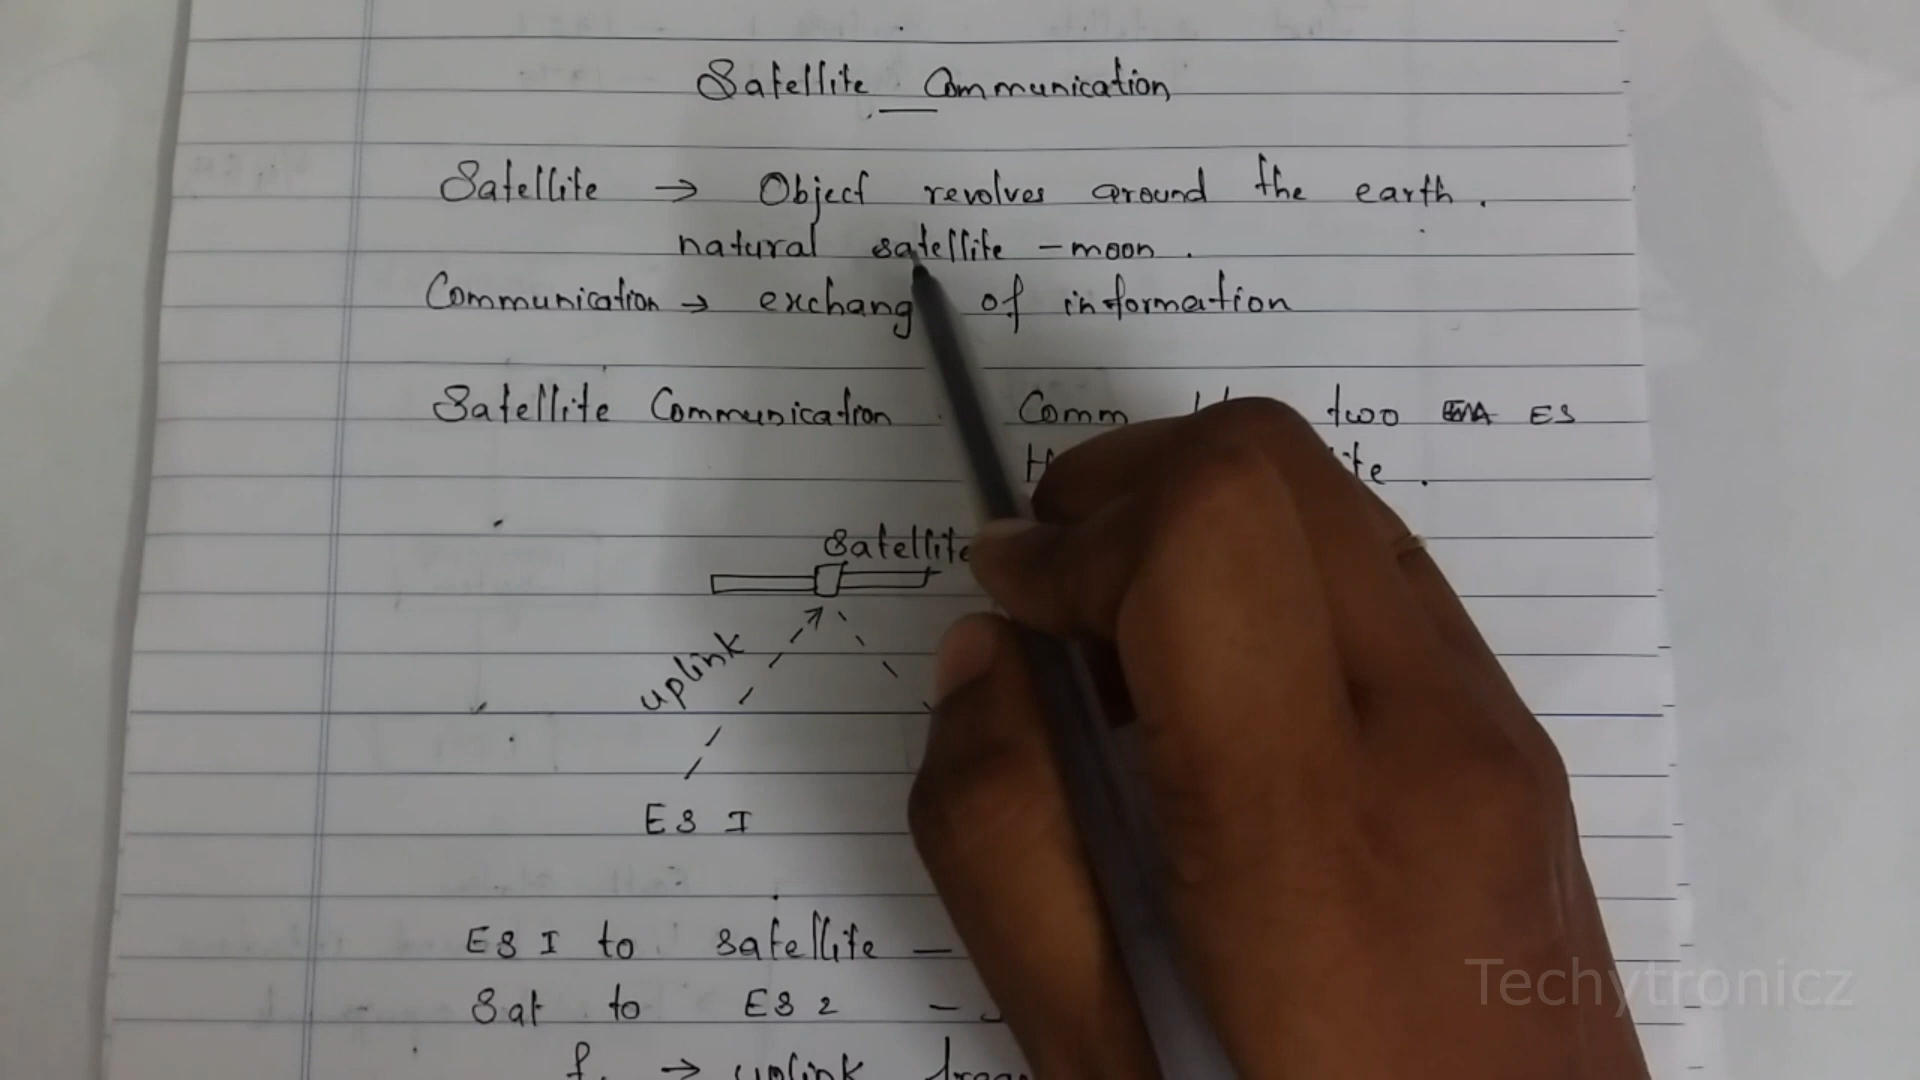 Satellite Communication
Satellite → Object revolves around the earth.
natural satellite – moon.
Communication → exchang of information
Satellite Communication Comm two ES
Satellite
uplink
ES I
ES I to satellite –
Sat to ES 2 –
→ uplink
Techytronicz